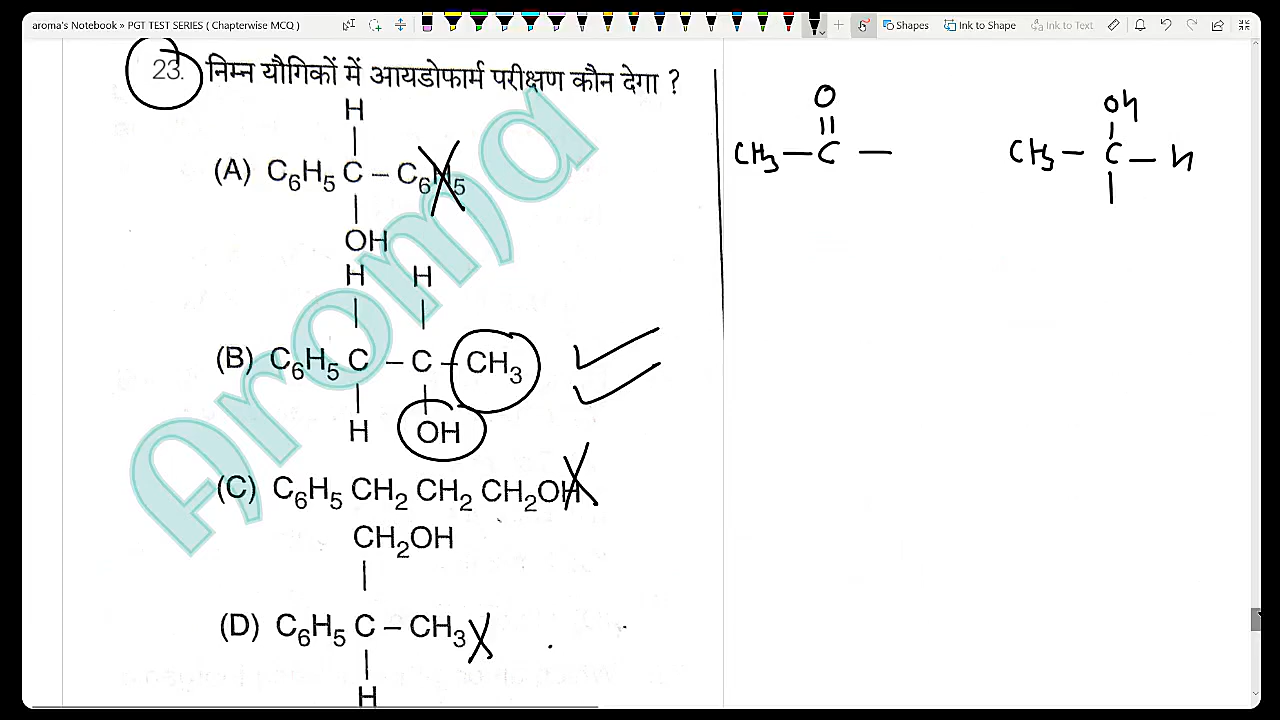 aroma's Notebook » PGT TEST SERIES ( Chapterwise MCQ )
Shapes
Ink to Shape
Ink to Text
23. निम्न यौगिकों में आयडोफार्म परीक्षण कौन देगा ?
H
(A) C₆H₅ C – C₆H₅
OH
H H
(B) C₆H₅ C – C – CH₃
H OH
(C) C₆H₅ CH₂ CH₂ CH₂OH
CH₂OH
(D) C₆H₅ C – CH₃
H
O
CH₃ – C –
OH
CH₃ – C – H
Aroma